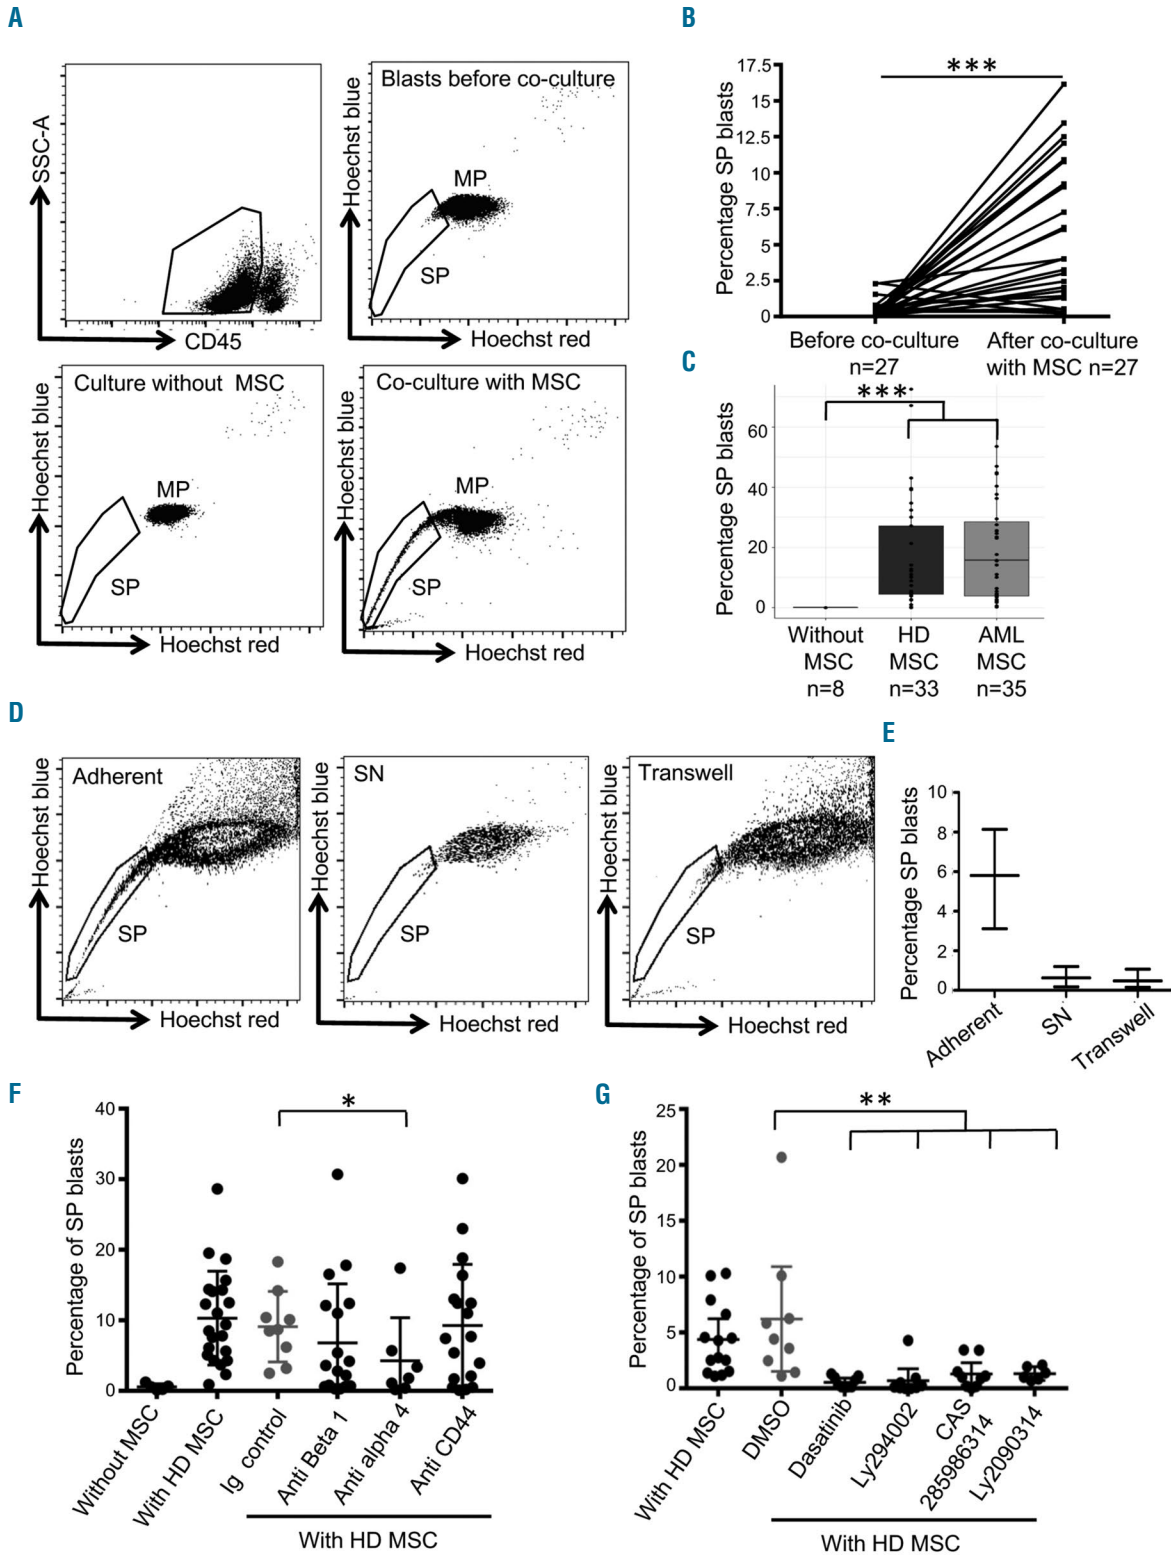 A
SSC-A
CD45
Blasts before co-culture
Hoechst blue
MP
SP
Hoechst red
Culture without MSC
Hoechst blue
MP
SP
Hoechst red
Co-culture with MSC
Hoechst blue
MP
SP
Hoechst red
B
***
Percentage SP blasts
17.5
15
12.5
10
7.5
5
2.5
0
Before co-culture
n=27
After co-culture
with MSC n=27
C
***
Percentage SP blasts
60
40
20
0
Without
MSC
n=8
HD
MSC
n=33
AML
MSC
n=35
D
Adherent
Hoechst blue
SP
Hoechst red
SN
Hoechst blue
SP
Hoechst red
Transwell
Hoechst blue
SP
Hoechst red
E
Percentage SP blasts
10
8
6
4
2
0
Adherent
SN
Transwell
F
*
Percentage of SP blasts
40
30
20
10
0
Without MSC
With HD MSC
Ig control
Anti Beta 1
Anti alpha 4
Anti CD44
With HD MSC
G
**
Percentage of SP blasts
25
20
15
10
5
0
With HD MSC
DMSO
Dasatinib
Ly294002
CAS
285986314
Ly2090314
With HD MSC